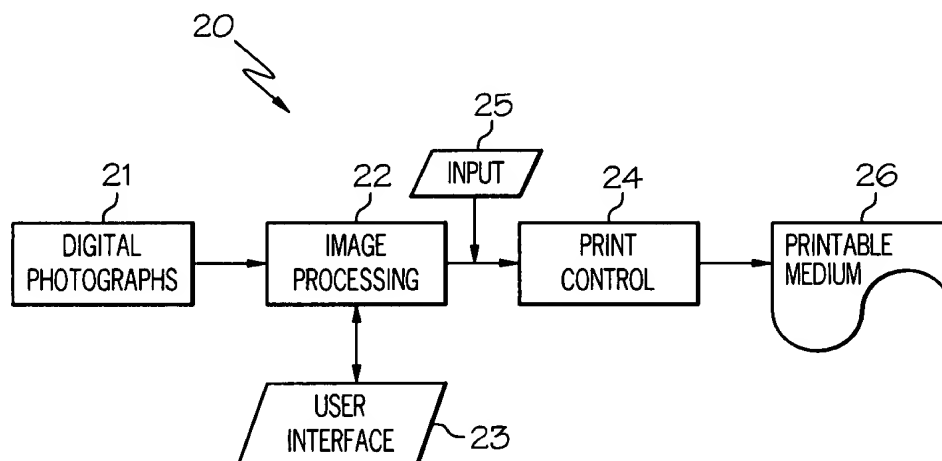 20
25
INPUT
21
22
24
26
DIGITAL
PHOTOGRAPHS
IMAGE
PROCESSING
PRINT
CONTROL
PRINTABLE
MEDIUM
USER
INTERFACE
23